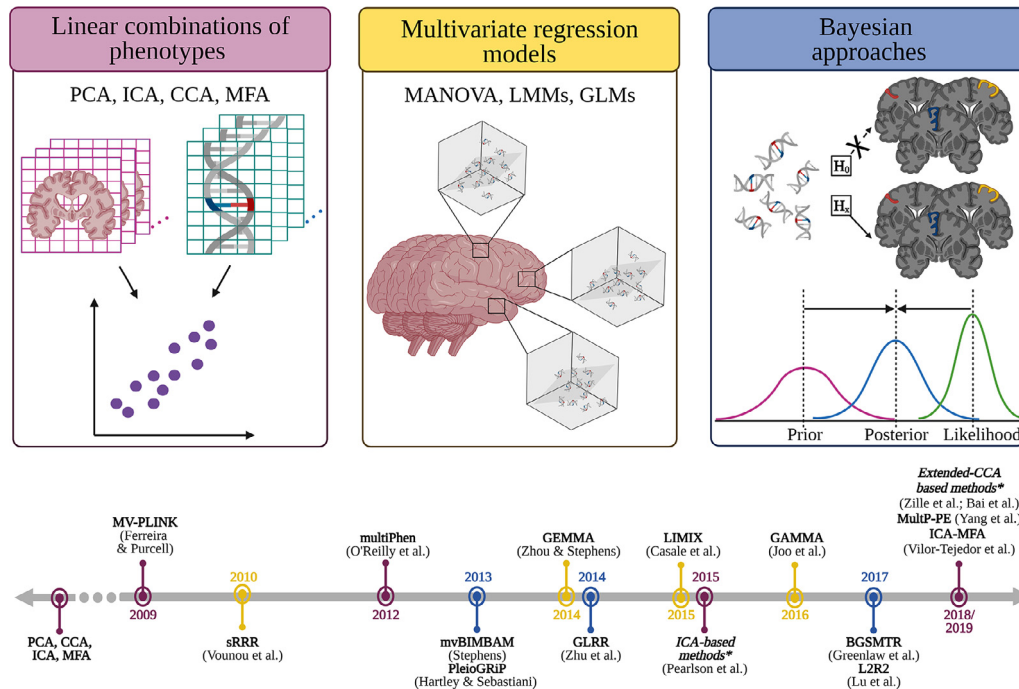 Linear combinations of
phenotypes
PCA, ICA, CCA, MFA
Multivariate regression
models
MANOVA, LMMs, GLMs
Bayesian
approaches
H0
Hx
Prior
Posterior
Likelihood
PCA, CCA,
ICA, MFA
MV-PLINK
(Ferreira
& Purcell)
2009
2010
sRRR
(Vounou et al.)
multiPhen
(O'Reilly et al.)
2012
2013
mvBIMBAM
(Stephens)
PleioGRiP
(Hartley & Sebastiani)
GEMMA
(Zhou & Stephens)
2014
2014
GLRR
(Zhu et al.)
LIMIX
(Casale et al.)
2015
2015
ICA-based
methods*
(Pearlson et al.)
GAMMA
(Joo et al.)
2016
2017
BGSMTR
(Greenlaw et al.)
L2R2
(Lu et al.)
Extended-CCA
based methods*
(Zille et al.; Bai et al.)
MultP-PE (Yang et al.)
ICA-MFA
(Vilor-Tejedor et al.)
2018/
2019